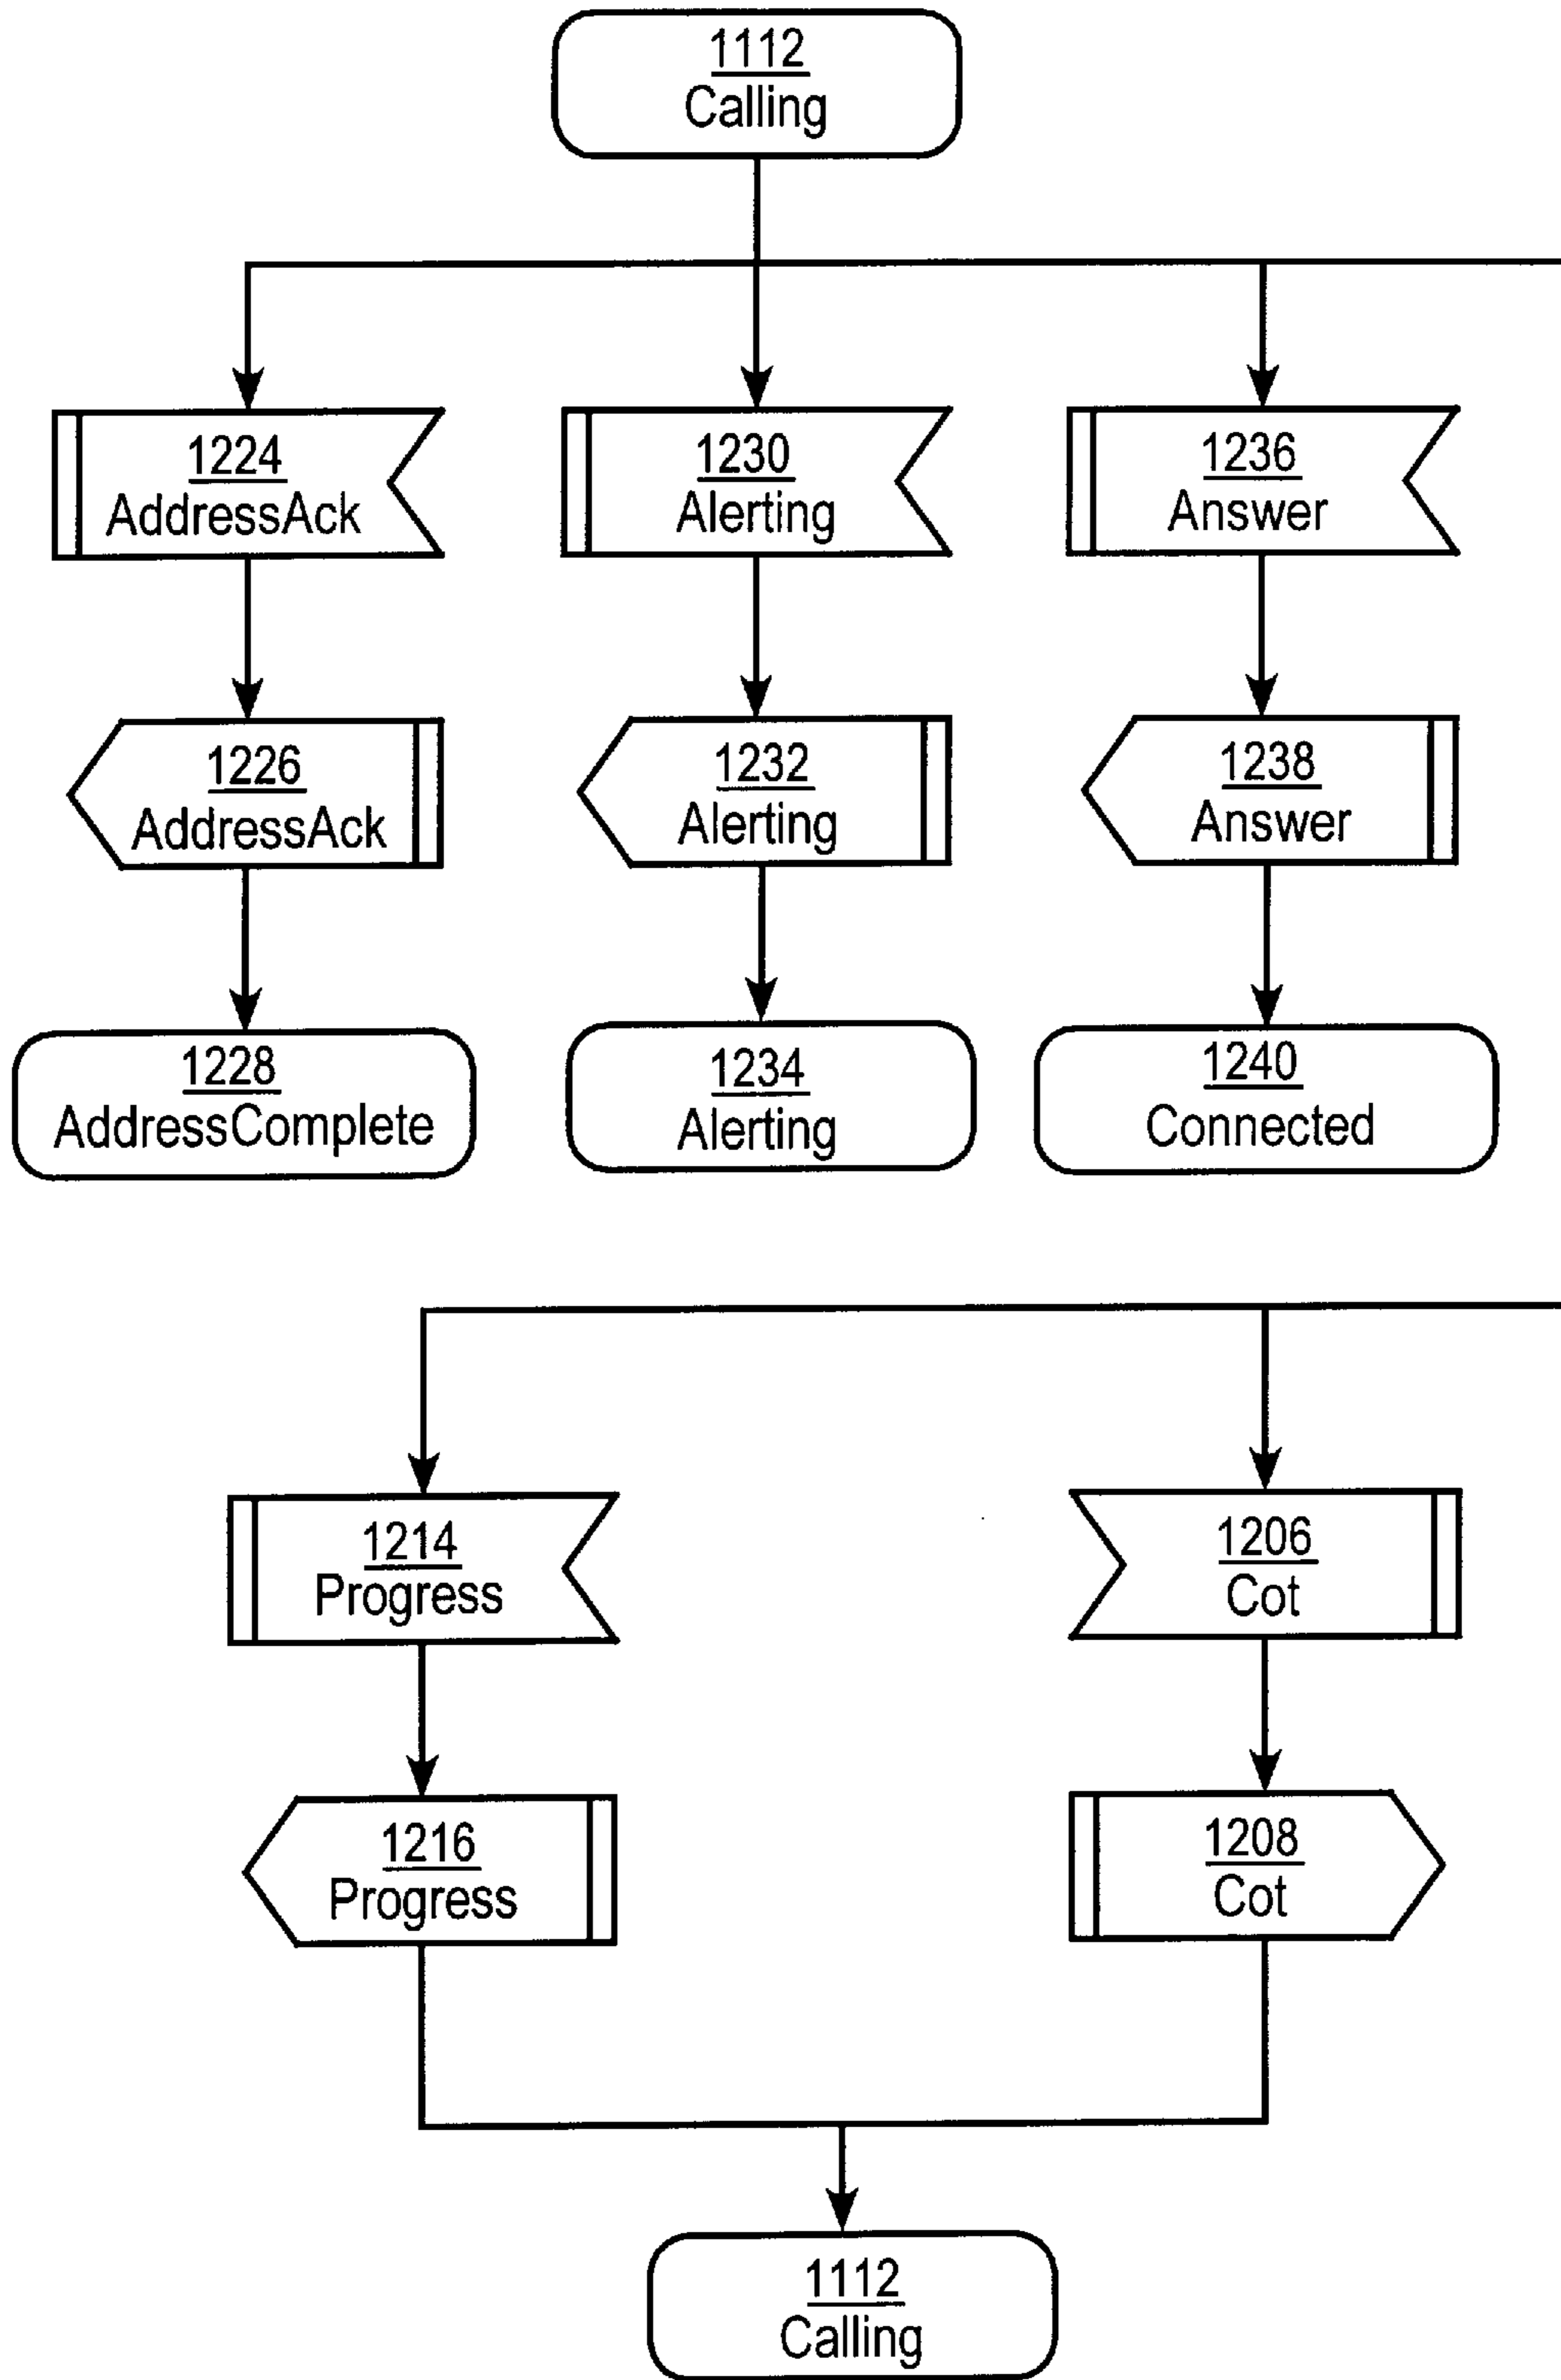 1112
Calling
1224
AddressAck
1230
Alerting
1236
Answer
1226
AddressAck
1232
Alerting
1238
Answer
1228
AddressComplete
1234
Alerting
1240
Connected
1214
Progress
1206
Cot
1216
Progress
1208
Cot
1112
Calling